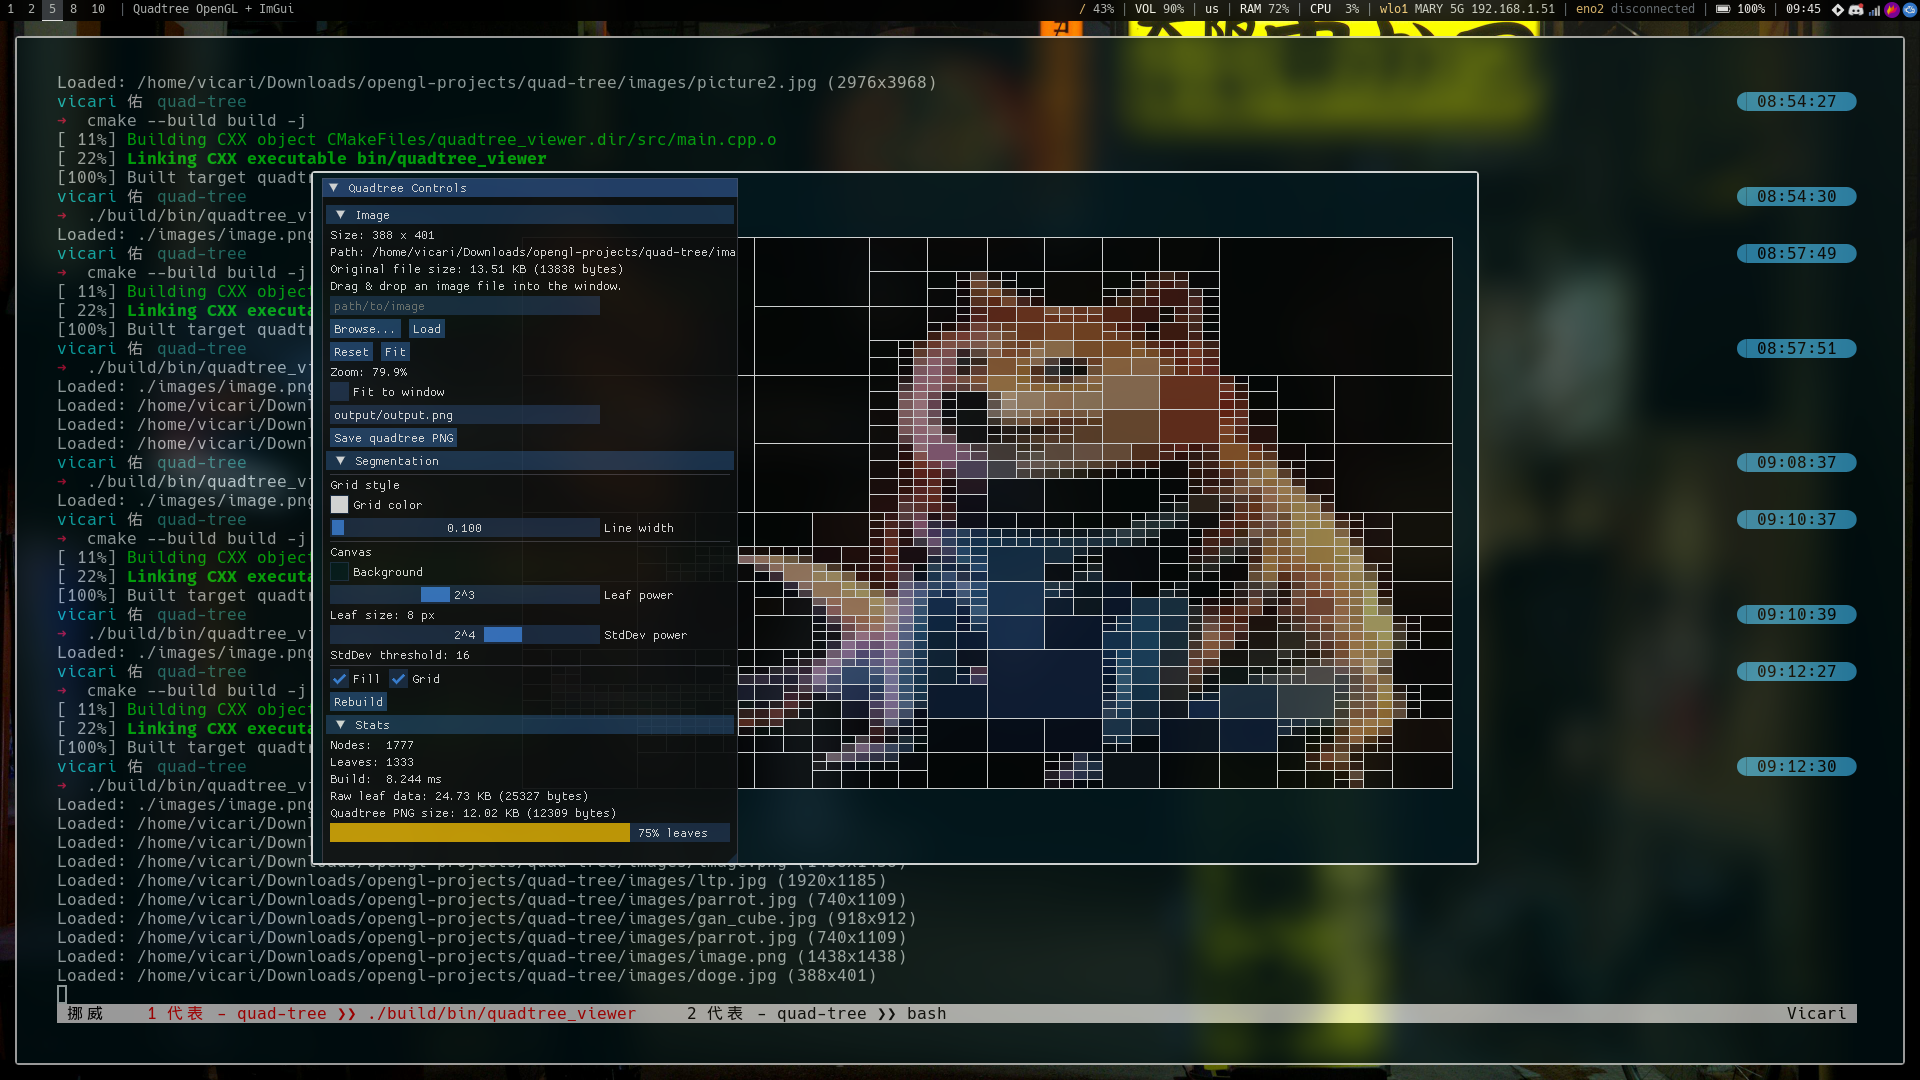 1 2 5 8 10 | Quadtree OpenGL + ImGui
/ 43% | VOL 90% | us | RAM 72% | CPU 3% | wlo1 MARY 5G 192.168.1.51 | eno2 disconnected | 100% | 09:45
Loaded: /home/vicari/Downloads/opengl-projects/quad-tree/images/picture2.jpg (2976x3968)
vicari 佑 quad-tree 08:54:27
➜ cmake --build build -j
[ 11%] Building CXX object CMakeFiles/quadtree_viewer.dir/src/main.cpp.o
[ 22%] Linking CXX executable bin/quadtree_viewer
[100%] Built target quadtr
vicari 佑 quad-tree 08:54:30
➜ ./build/bin/quadtree_vi
Loaded: ./images/image.png
vicari 佑 quad-tree 08:57:49
➜ cmake --build build -j
[ 11%] Building CXX object
[ 22%] Linking CXX executa
[100%] Built target quadtr
vicari 佑 quad-tree 08:57:51
➜ ./build/bin/quadtree_vi
Loaded: ./images/image.png
Loaded: /home/vicari/Down
Loaded: /home/vicari/Down
Loaded: /home/vicari/Down
vicari 佑 quad-tree 09:08:37
➜ ./build/bin/quadtree_vi
Loaded: ./images/image.png
vicari 佑 quad-tree 09:10:37
➜ cmake --build build -j
[ 11%] Building CXX object
[ 22%] Linking CXX executa
[100%] Built target quadtr
vicari 佑 quad-tree 09:10:39
➜ ./build/bin/quadtree_vi
Loaded: ./images/image.png
vicari 佑 quad-tree 09:12:27
➜ cmake --build build -j
[ 11%] Building CXX object
[ 22%] Linking CXX executa
[100%] Built target quadtr
vicari 佑 quad-tree 09:12:30
➜ ./build/bin/quadtree_vi
Loaded: ./images/image.png
Loaded: /home/vicari/Down
Loaded: /home/vicari/Down
Loaded: /home/vicari/Downloads/opengl-projects/quad-tree/images/image.png (1438x1438)
Loaded: /home/vicari/Downloads/opengl-projects/quad-tree/images/ltp.jpg (1920x1185)
Loaded: /home/vicari/Downloads/opengl-projects/quad-tree/images/parrot.jpg (740x1109)
Loaded: /home/vicari/Downloads/opengl-projects/quad-tree/images/gan_cube.jpg (918x912)
Loaded: /home/vicari/Downloads/opengl-projects/quad-tree/images/parrot.jpg (740x1109)
Loaded: /home/vicari/Downloads/opengl-projects/quad-tree/images/image.png (1438x1438)
Loaded: /home/vicari/Downloads/opengl-projects/quad-tree/images/doge.jpg (388x401)
挪威 1 代表 - quad-tree ❯❯ ./build/bin/quadtree_viewer 2 代表 - quad-tree ❯❯ bash Vicari
▼ Quadtree Controls
▼ Image
Size: 388 x 401
Path: /home/vicari/Downloads/opengl-projects/quad-tree/ima
Original file size: 13.51 KB (13838 bytes)
Drag & drop an image file into the window.
path/to/image
Browse... Load
Reset Fit
Zoom: 79.9%
Fit to window
output/output.png
Save quadtree PNG
▼ Segmentation
Grid style
Grid color
0.100 Line width
Canvas
Background
2^3 Leaf power
Leaf size: 8 px
2^4 StdDev power
StdDev threshold: 16
Fill Grid
Rebuild
▼ Stats
Nodes: 1777
Leaves: 1333
Build: 8.244 ms
Raw leaf data: 24.73 KB (25327 bytes)
Quadtree PNG size: 12.02 KB (12309 bytes)
75% leaves